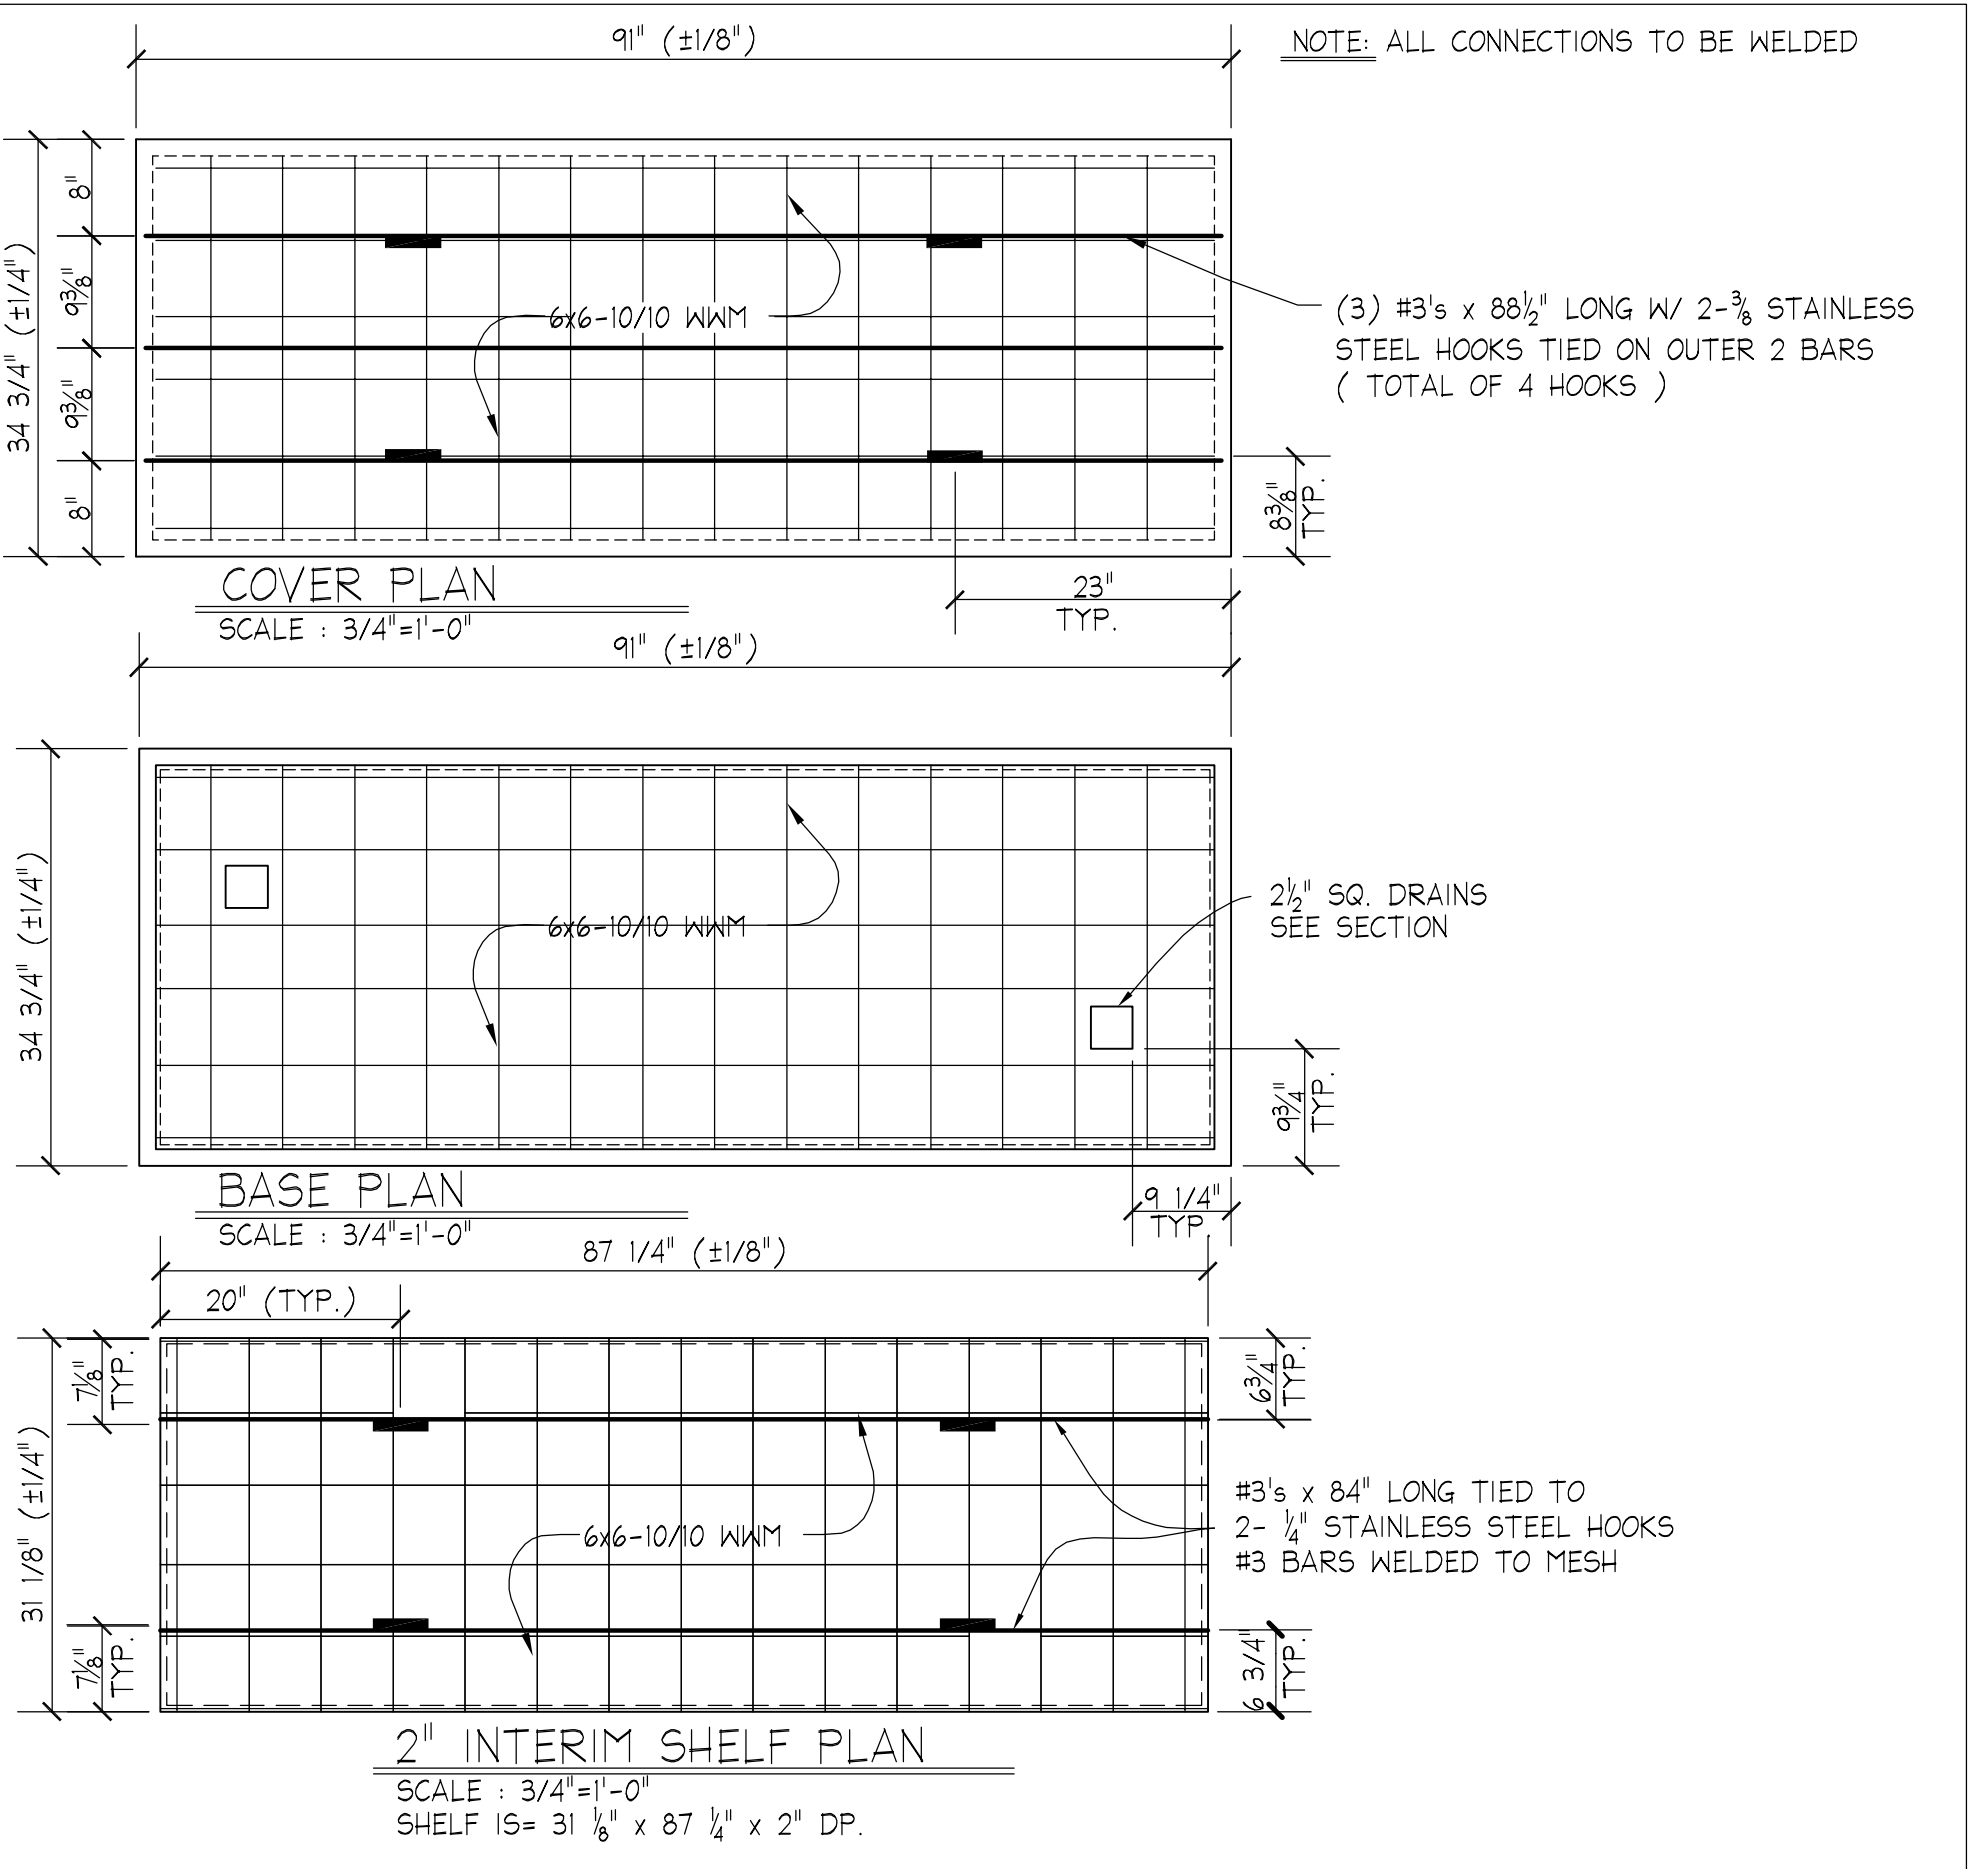 91" (±1/8")
NOTE: ALL CONNECTIONS TO BE WELDED
34 3/4" (±1/4")
8"
9⅜"
9⅜"
8"
6x6-10/10 WWM
(3) #3's x 88½" LONG W/ 2-⅜ STAINLESS
STEEL HOOKS TIED ON OUTER 2 BARS
( TOTAL OF 4 HOOKS )
8⅜"
TYP.
23"
TYP.
COVER PLAN
SCALE : 3/4"=1'-0"
91" (±1/8")
34 3/4" (±1/4")
6x6-10/10 WWM
2½" SQ. DRAINS
SEE SECTION
9¾"
TYP.
9 1/4"
TYP.
BASE PLAN
SCALE : 3/4"=1'-0"
87 1/4" (±1/8")
20" (TYP.)
31 1/8" (±1/4")
7⅛"
TYP.
7⅛"
TYP.
6¾"
TYP.
6x6-10/10 WWM
#3's x 84" LONG TIED TO
2- ¼" STAINLESS STEEL HOOKS
#3 BARS WELDED TO MESH
6 3/4"
TYP.
2" INTERIM SHELF PLAN
SCALE : 3/4"=1'-0"
SHELF IS= 31 ⅛" x 87 ¼" x 2" DP.